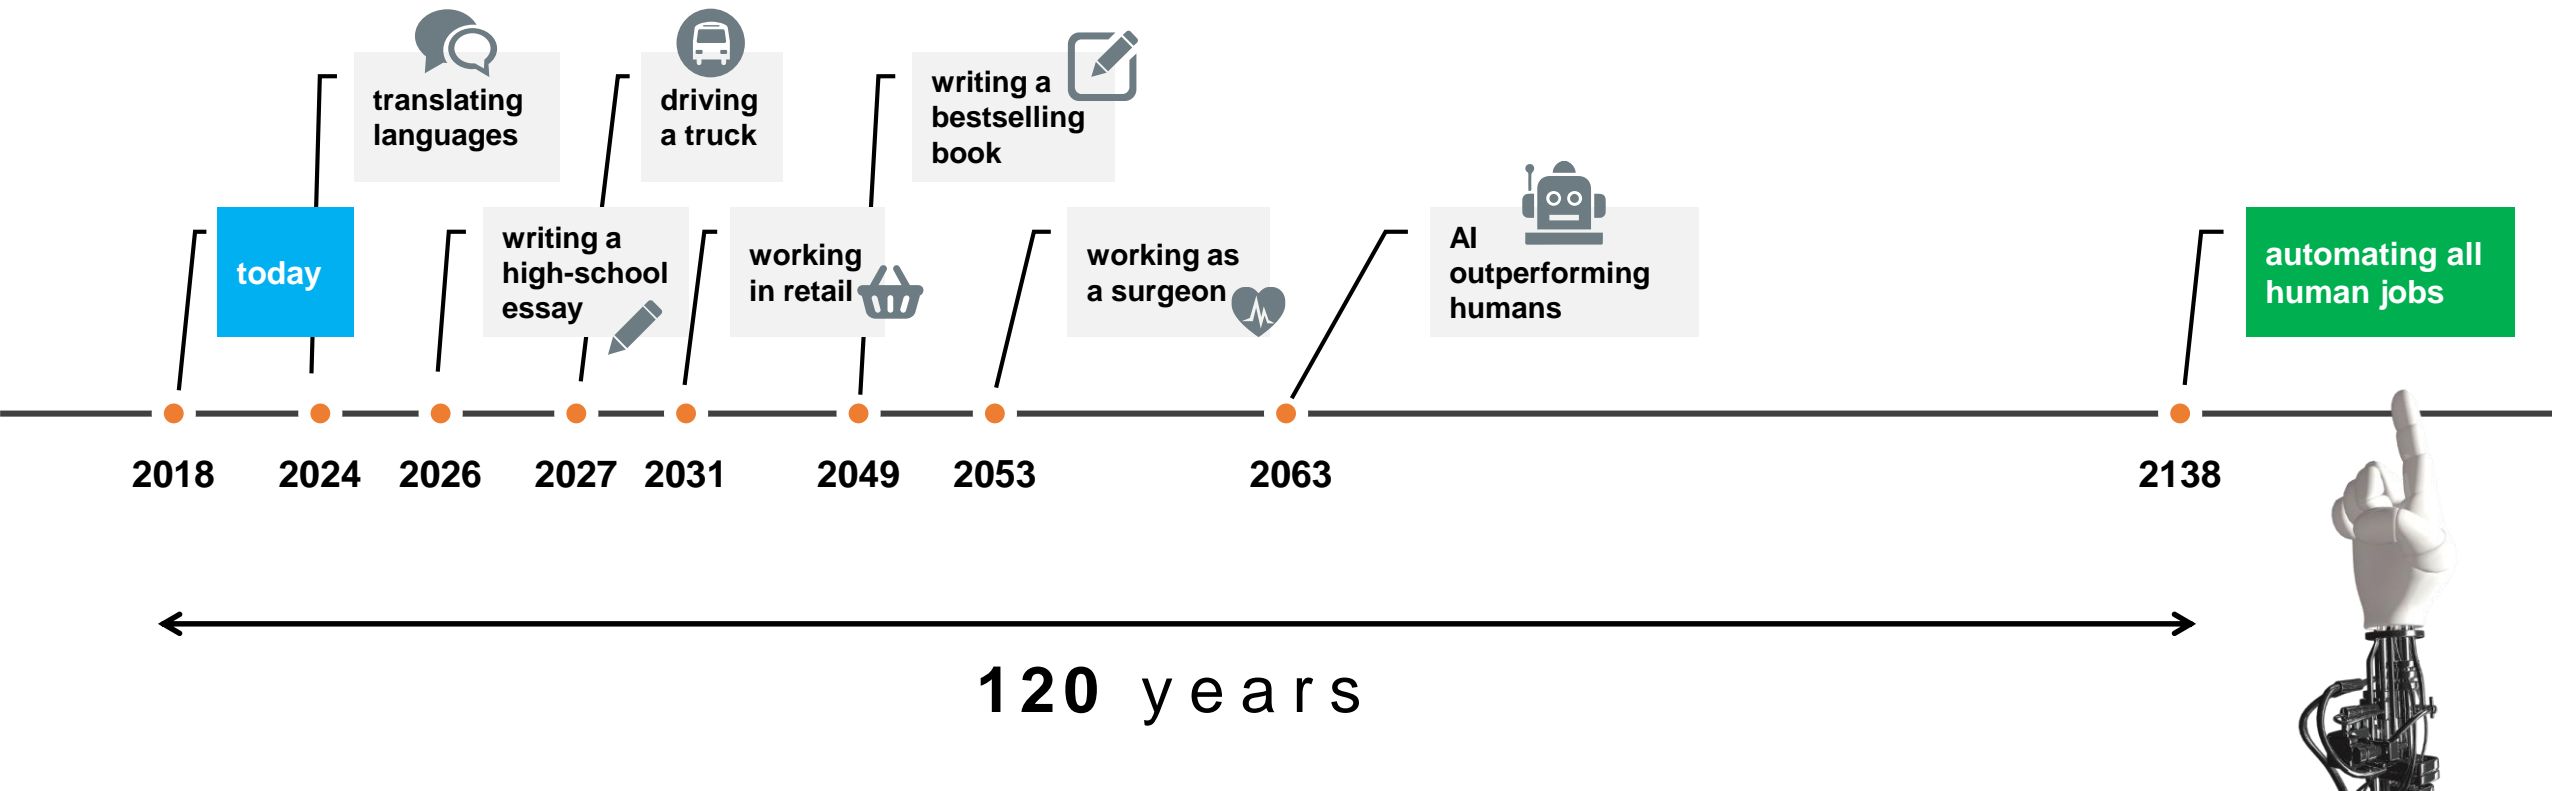 translating
languages
driving
a truck
writing a
bestselling
book
today
writing a
high-school
essay
working
in retail
working as
a surgeon
AI
outperforming
humans
automating all
human jobs
2018
2024
2026
2027
2031
2049
2053
2063
2138
120 years